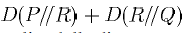 D(P//R) + D(R//Q)